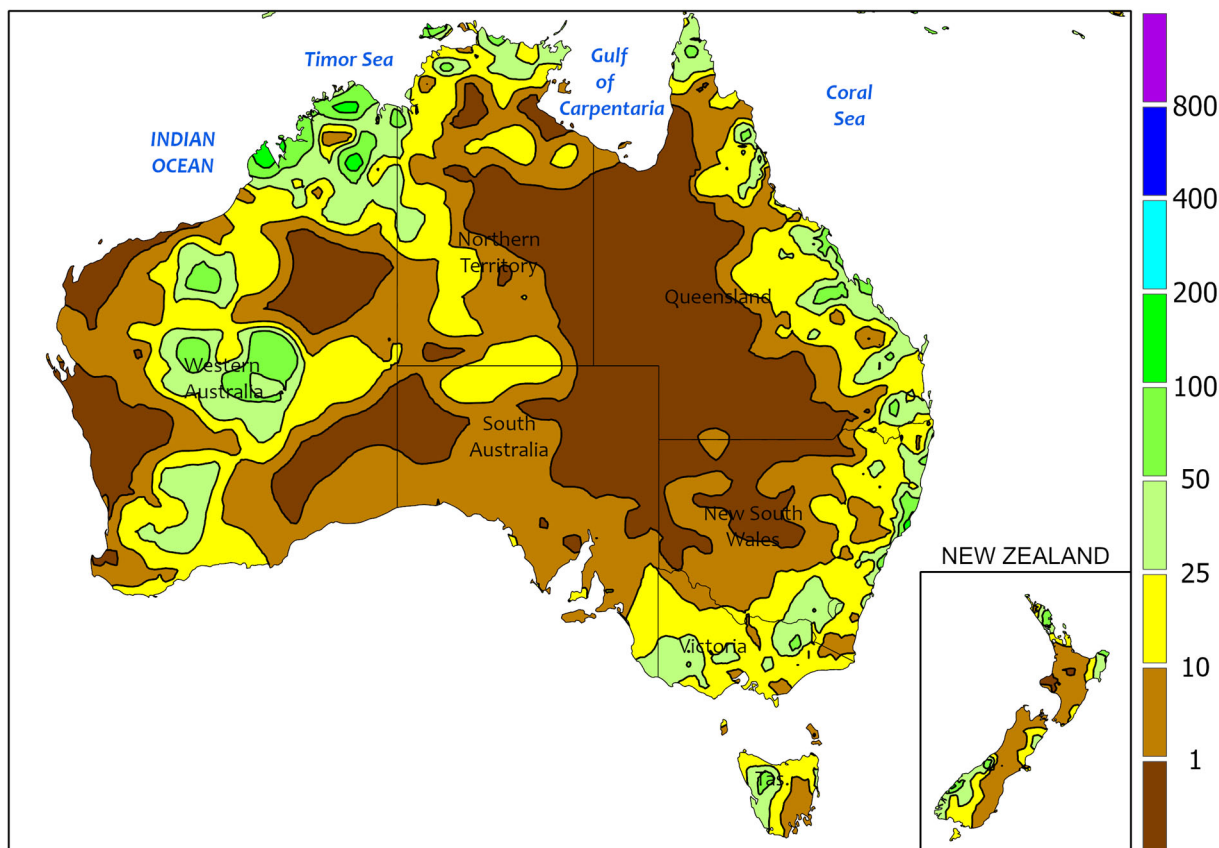 Timor Sea
Gulf
of
Carpentaria
Coral
Sea
INDIAN
OCEAN
Northern
Territory
Queensland
Western
Australia
South
Australia
New South
Wales
Victoria
Tas.
NEW ZEALAND
800
400
200
100
50
25
10
1